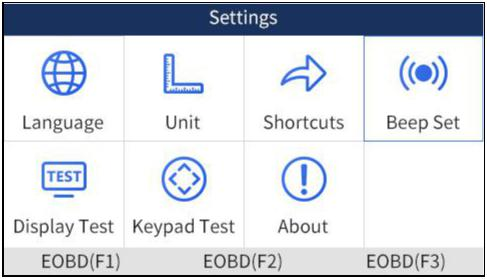 Settings
Language Unit Shortcuts Beep Set
TEST
Display Test Keypad Test About
EOBD(F1) EOBD(F2) EOBD(F3)